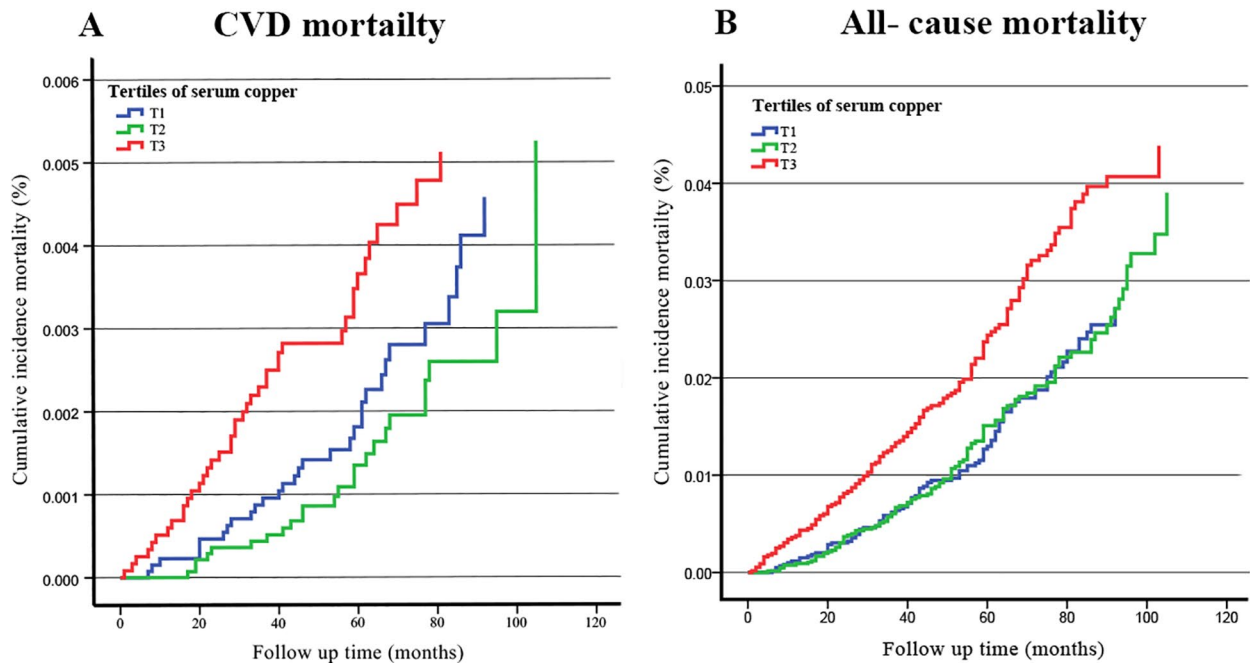 A CVD mortailty
Cumulative incidence mortality (%)
0.006
0.005
0.004
0.003
0.002
0.001
0.000
Tertiles of serum copper
T1
T2
T3
0 20 40 60 80 100 120
Follow up time (months)
B All- cause mortality
Cumulative incidence mortailty (%)
0.05
0.04
0.03
0.02
0.01
0.00
Tertiles of serum copper
T1
T2
T3
0 20 40 60 80 100 120
Follow up time (months)